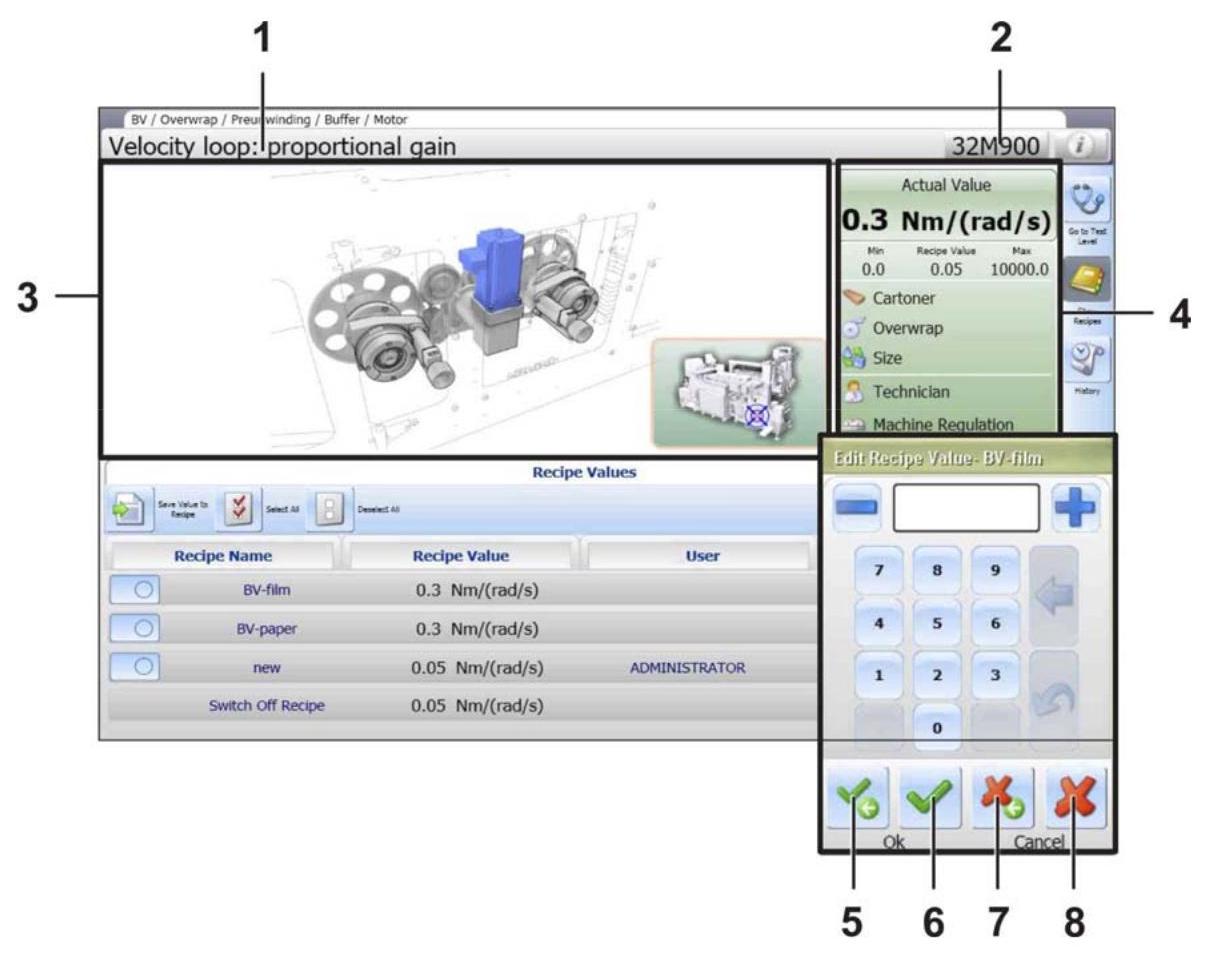 1
2
BV / Overwrap / Preunwinding / Buffer / Motor
Velocity loop: proportional gain
32M900
i
Actual Value
0.3 Nm/(rad/s)
Min Recipe Value Max
0.0 0.05 10000.0
Go to Test
Level
3
Cartoner
4
Recipes
Overwrap
Size
History
Technician
Machine Regulation
Edit Recipe Value- BV-film
Recipe Values
Save Value to
Recipe
Select All
Deselect All
Recipe Name Recipe Value User
BV-film 0.3 Nm/(rad/s)
BV-paper 0.3 Nm/(rad/s)
new 0.05 Nm/(rad/s) ADMINISTRATOR
Switch Off Recipe 0.05 Nm/(rad/s)
7 8 9
4 5 6
1 2 3
0
Ok Cancel
5 6 7 8